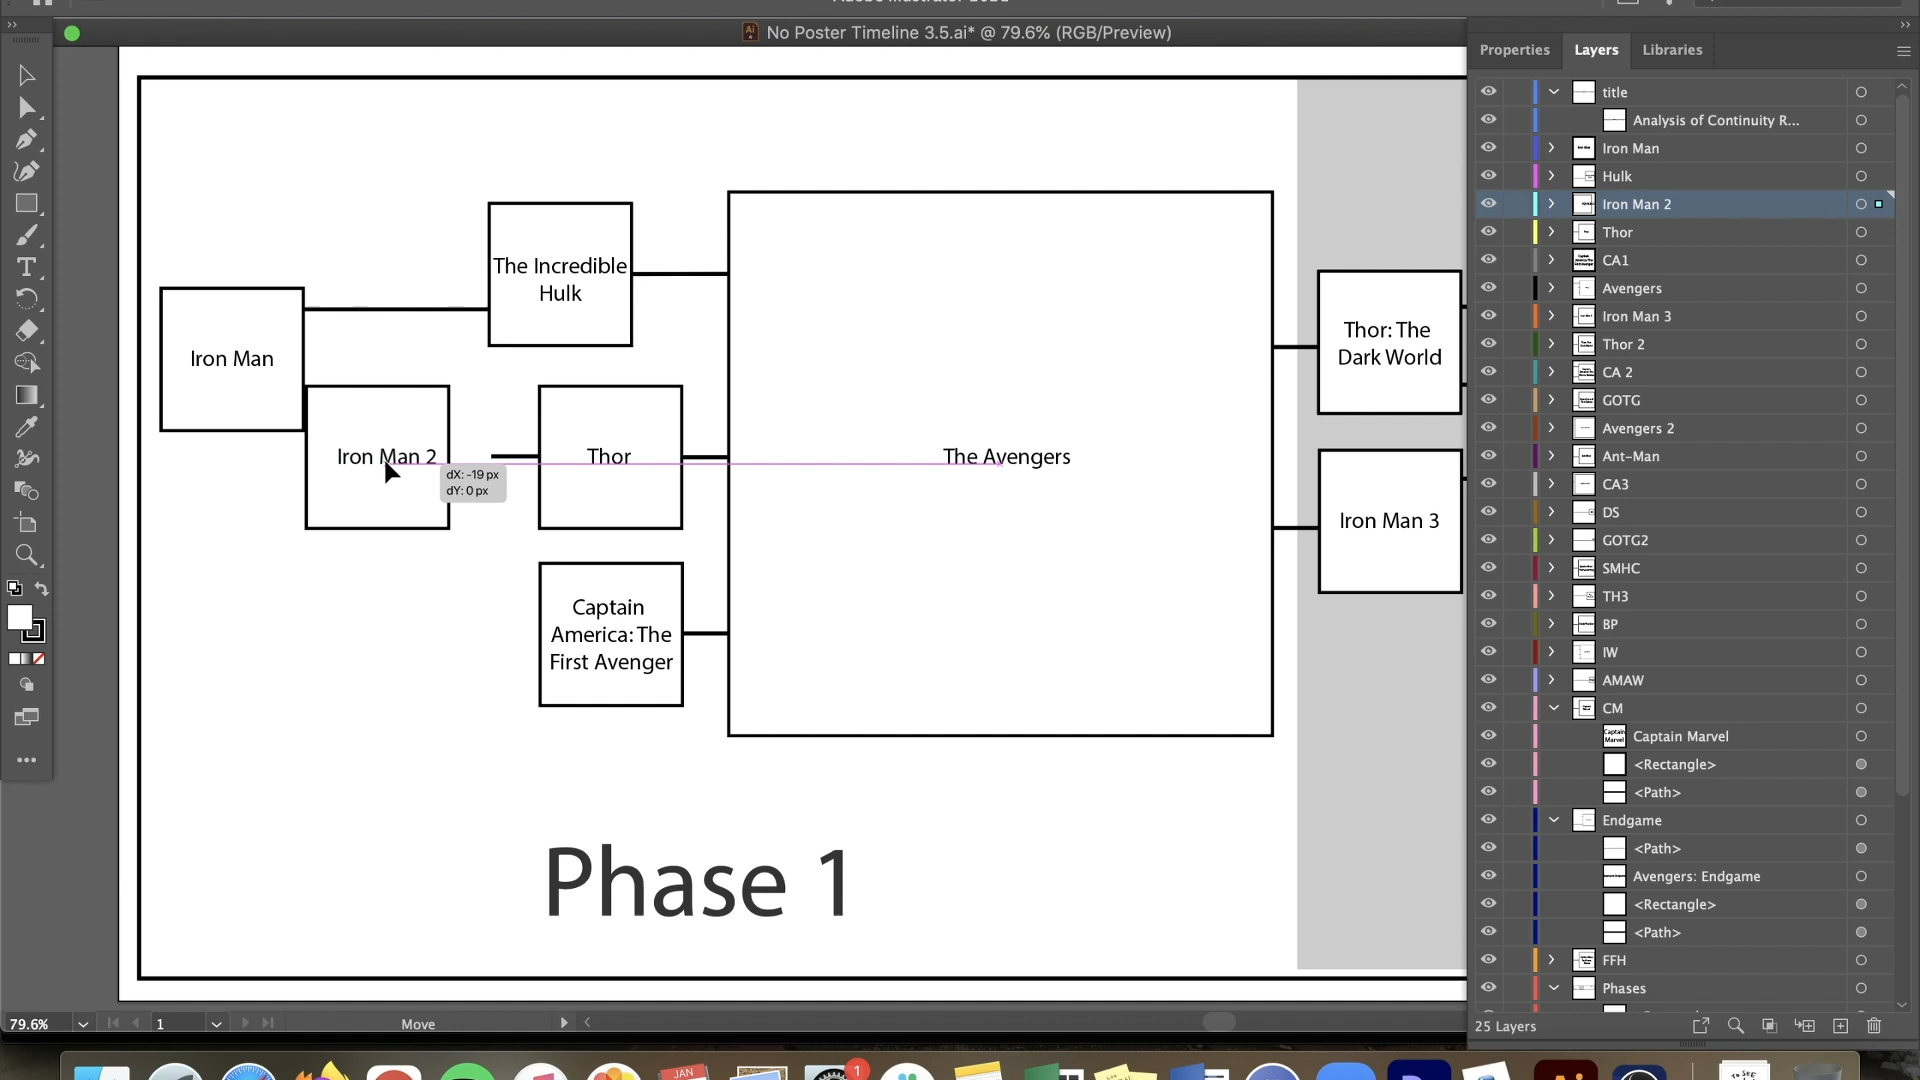 No Poster Timeline 3.5.ai* @ 79.6% (RGB/Preview)
Properties
Layers
Libraries
title
Analysis of Continuity R...
Iron Man
Hulk
Iron Man 2
Thor
CA1
Avengers
Iron Man 3
Thor 2
CA 2
GOTG
Avengers 2
Ant-Man
CA3
DS
GOTG2
SMHC
TH3
BP
IW
AMAW
CM
Captain Marvel
<Rectangle>
<Path>
Endgame
<Path>
Avengers: Endgame
<Rectangle>
<Path>
FFH
Phases
25 Layers
The Incredible
Hulk
Iron Man
Iron Man 2
dX: -19 px
dY: 0 px
Thor
The Avengers
Captain
America: The
First Avenger
Thor: The
Dark World
Iron Man 3
Phase 1
79.6%
1
Move
JAN
1